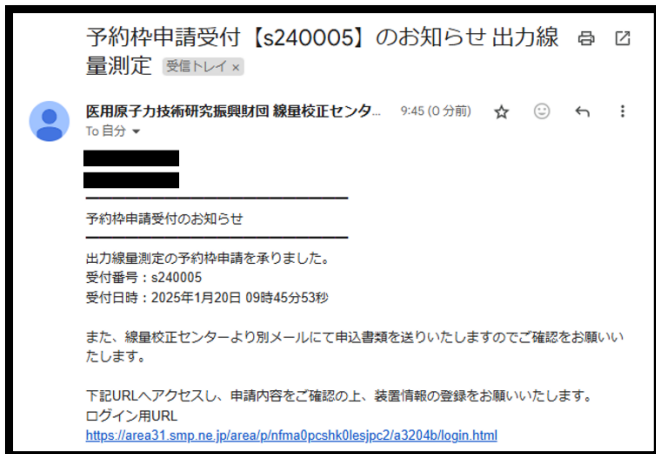 予約枠申請受付【s240005】のお知らせ 出力線
量測定 受信トレイ ×
医用原子力技術研究振興財団 線量校正センタ... 9:45 (0 分前)
To 自分
予約枠申請受付のお知らせ
出力線量測定の予約枠申請を承りました。
受付番号：s240005
受付日時：2025年1月20日 09時45分53秒
また、線量校正センターより別メールにて申込書類を送りいたしますのでご確認をお願いい
たします。
下記URLへアクセスし、申請内容をご確認の上、装置情報の登録をお願いいたします。
ログイン用URL
https://area31.smp.ne.jp/area/p/nfma0pcshk0lesjpc2/a3204b/login.html